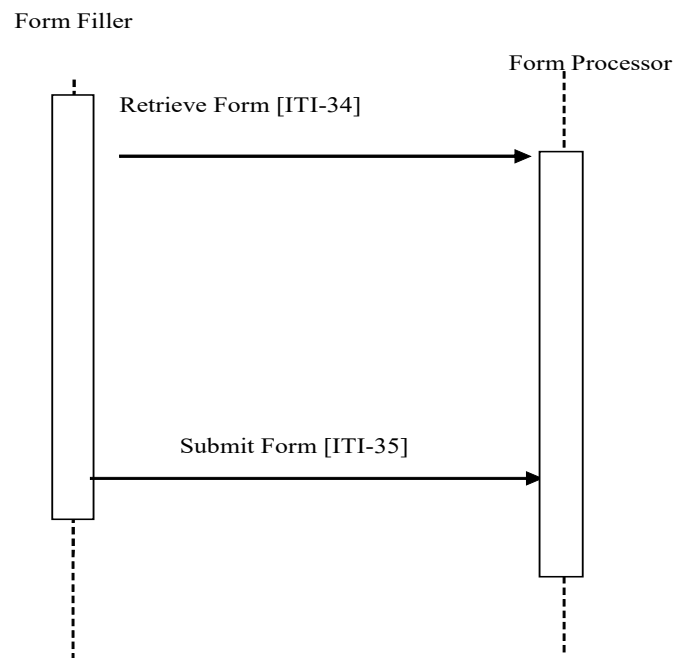 Form Filler
Form Processor
Retrieve Form [ITI-34]
Submit Form [ITI-35]